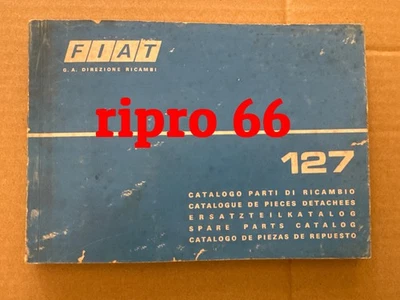 FIAT
S. A. DIREZIONE RICAMBI
ripro 66
127
CATALOGO PARTI DI RICAMBIO
CATALOGUE DE PIECES DETACHEES
ERSATZTEILKATALOG
SPARE PARTS CATALOG
CATALOGO DE PIEZAS DE REPUESTO